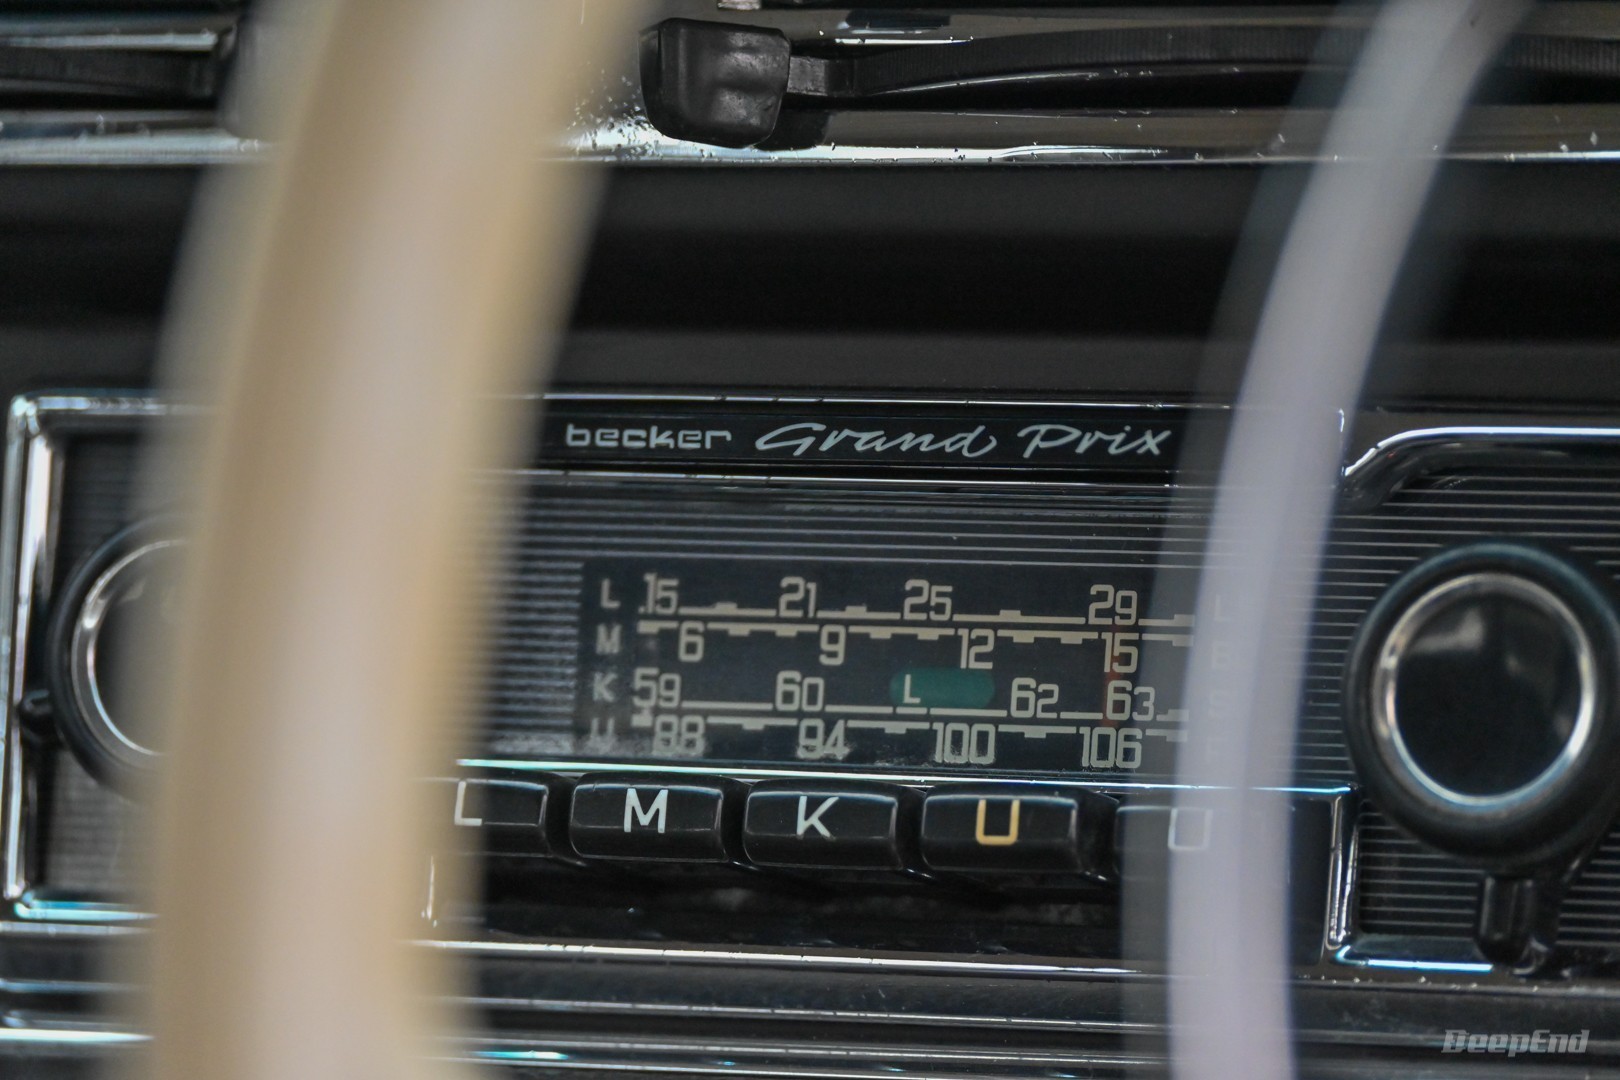 becker Grand Prix
L .15 21 25 29 L
M 6 9 12 15
K 59 60 L 62 63
U 88 94 100 106
L M K U U
DeepEnd